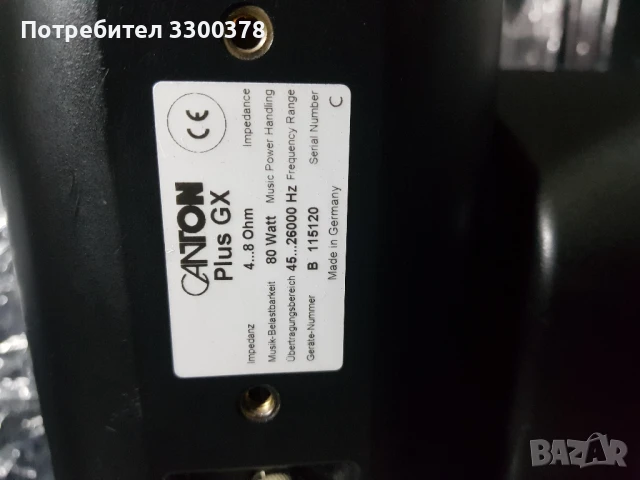 Потребител 3300378
CE
CANTON
Plus GX
Impedanz 4...8 Ohm Impedance
Musik-Belastbarkeit 80 Watt Music Power Handling
Übertragungsbereich 45...26000 Hz Frequency Range
Geräte-Nummer B 115120 Serial Number
Made in Germany C
BAZAR